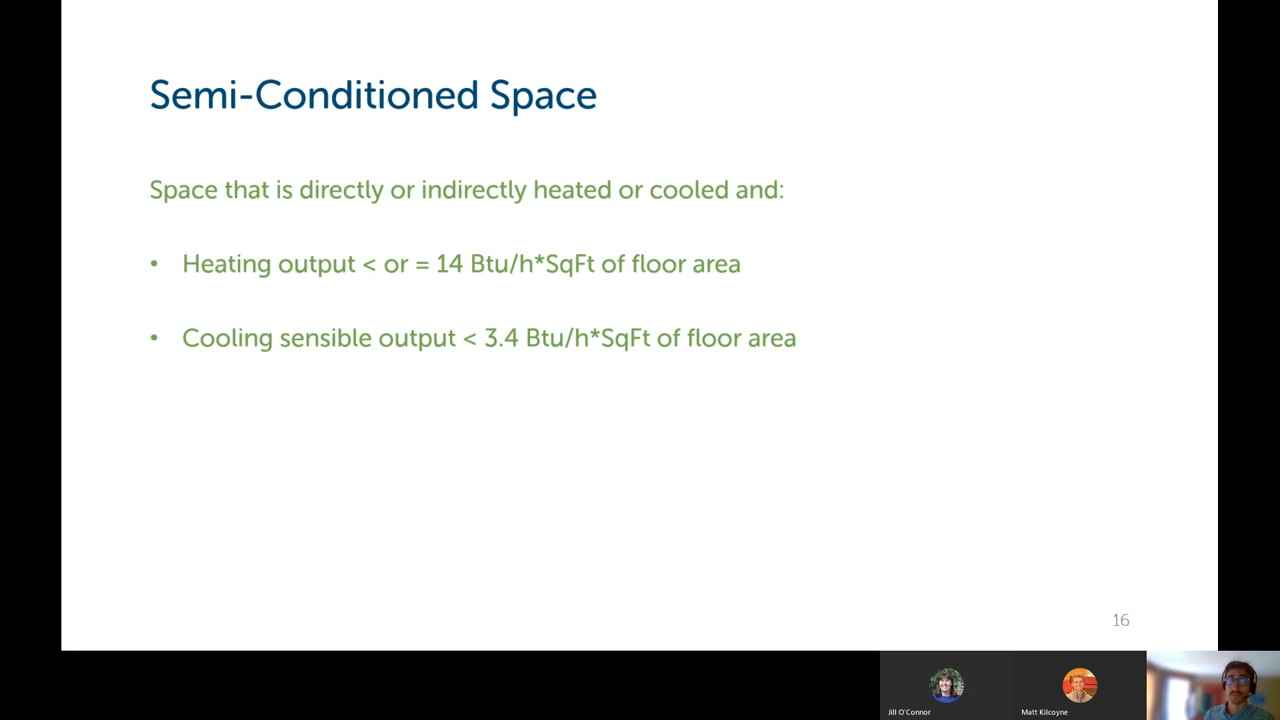 Semi-Conditioned Space
Space that is directly or indirectly heated or cooled and:
• Heating output < or = 14 Btu/h*SqFt of floor area
• Cooling sensible output < 3.4 Btu/h*SqFt of floor area
16
Jill O'Connor
Matt Kilcoyne